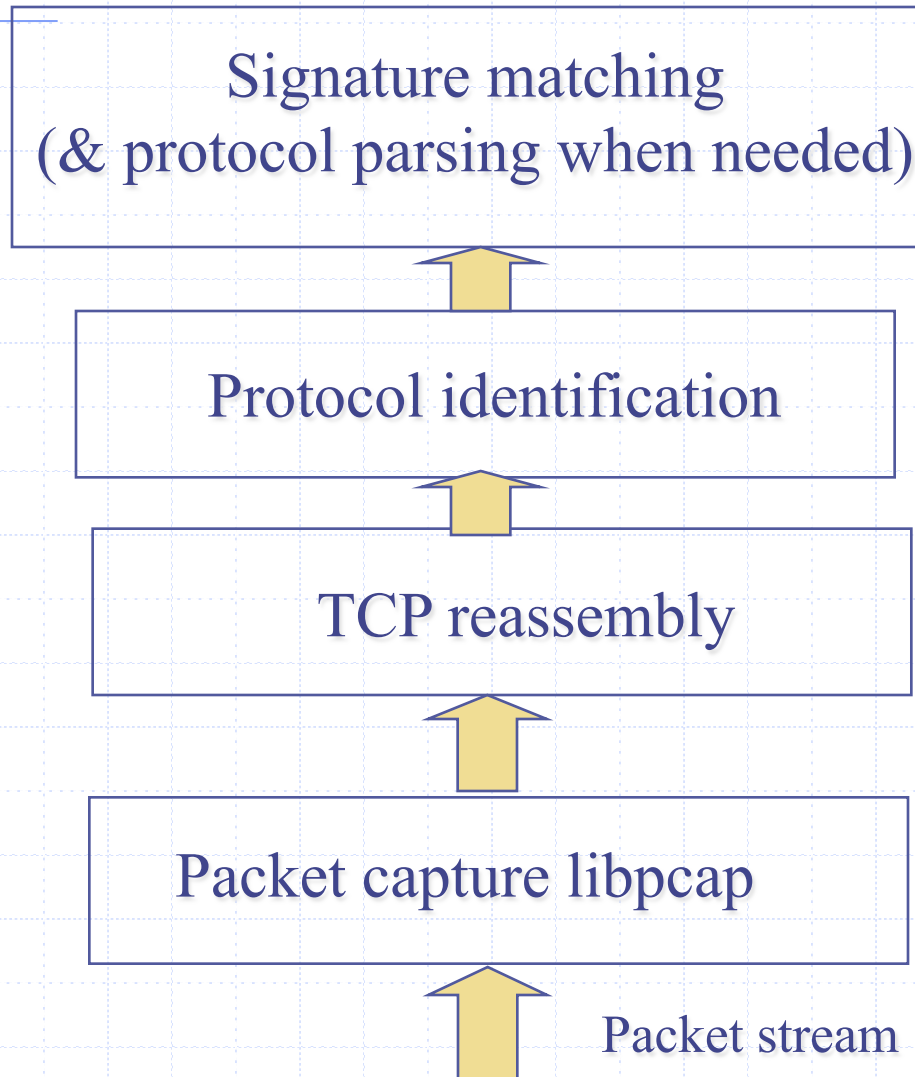 Signature matching
(& protocol parsing when needed)
Protocol identification
TCP reassembly
Packet capture libpcap
Packet stream